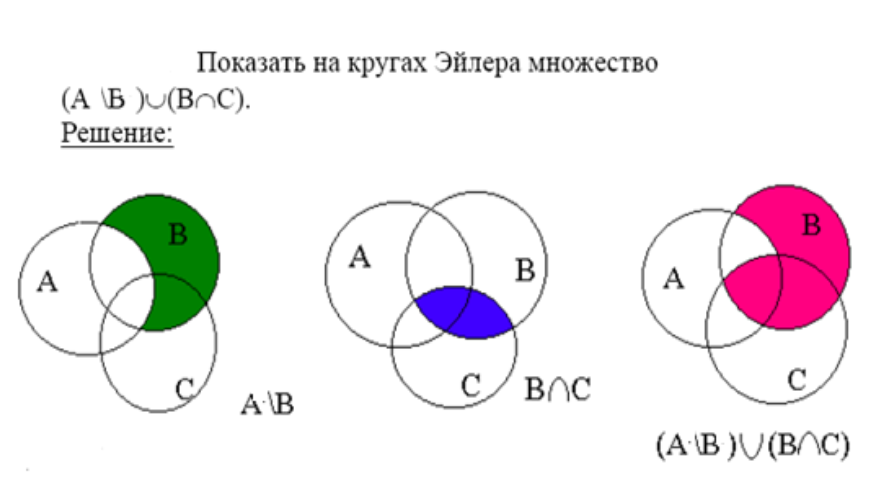 Показать на кругах Эйлера множество
(A \B )∪(B∩C).
Решение:
A
B
C
A\B
A
B
C
B∩C
A
B
C
(A\B )∪(B∩C)